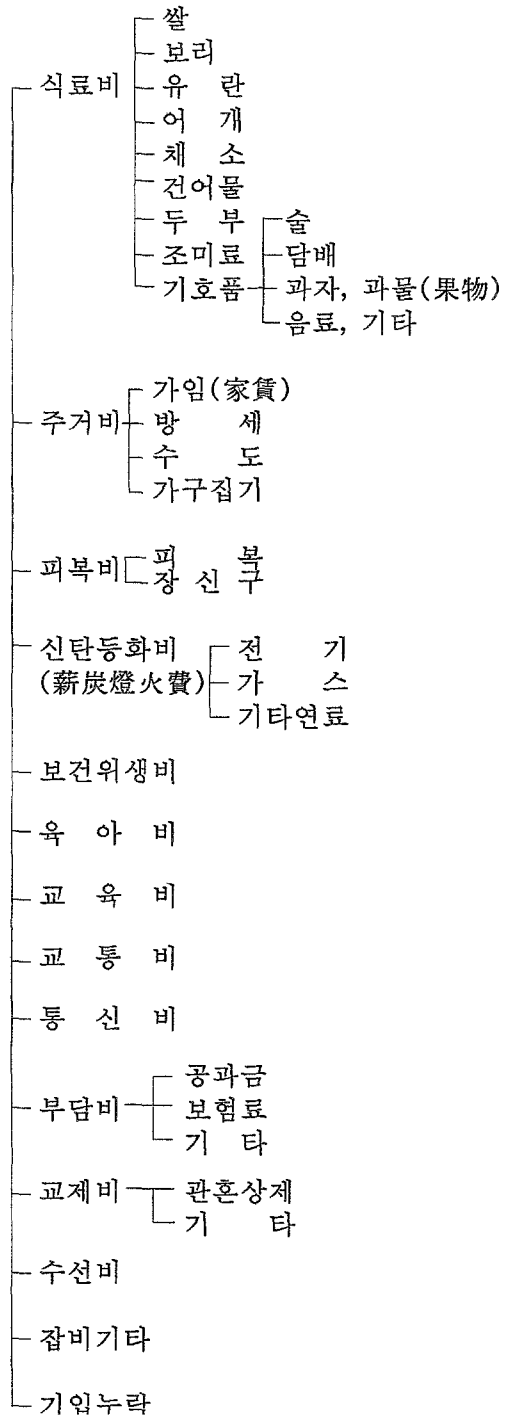 쌀
보리
식료비 유 란
어 개
채 소
건어물
두 부 술
조미료 담배
기호품 과자, 과물(果物)
음료, 기타
가임(家賃)
주거비 방 세
수 도
가구집기
피복비 피 복
장 신 구
신탄등화비 전 기
(薪炭燈火費) 가 스
기타연료
보건위생비
육 아 비
교 육 비
교 통 비
통 신 비
공과금
부담비 보험료
기 타
교제비 관혼상제
기 타
수선비
잡비기타
기입누락